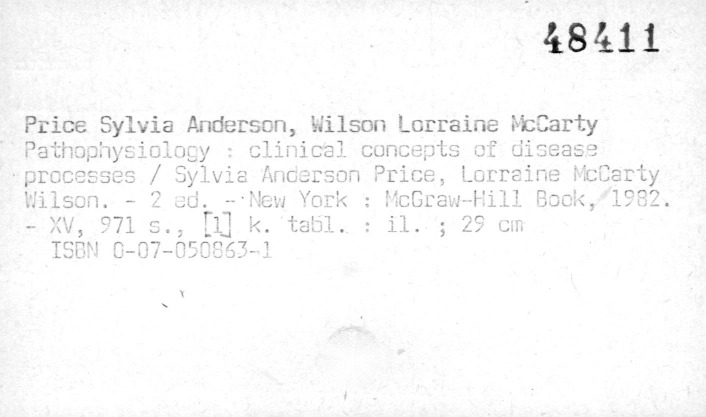 48411
Price Sylvia Anderson, Wilson Lorraine McCarty
Pathophysiology : clinical concepts of disease
processes / Sylvia Anderson Price, Lorraine McCarty
Wilson. - 2 ed. - New York : McGraw-Hill Book, 1982.
- XV, 971 s., [1] k. tabl. : il. ; 29 cm
ISBN 0-07-050863-1